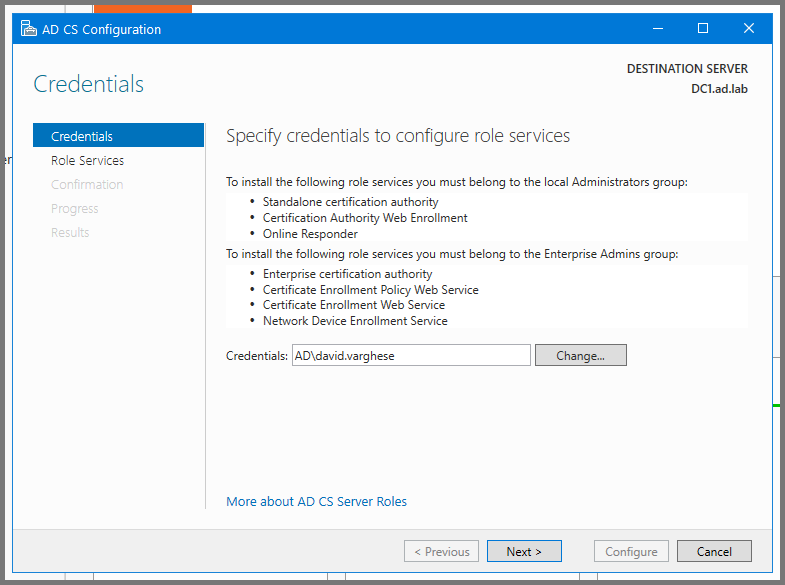 AD CS Configuration
Credentials
DESTINATION SERVER
DC1.ad.lab
Credentials
Role Services
Confirmation
Progress
Results
Specify credentials to configure role services
To install the following role services you must belong to the local Administrators group:
• Standalone certification authority
• Certification Authority Web Enrollment
• Online Responder
To install the following role services you must belong to the Enterprise Admins group:
• Enterprise certification authority
• Certificate Enrollment Policy Web Service
• Certificate Enrollment Web Service
• Network Device Enrollment Service
Credentials: AD\david.varghese Change...
More about AD CS Server Roles
< Previous Next > Configure Cancel